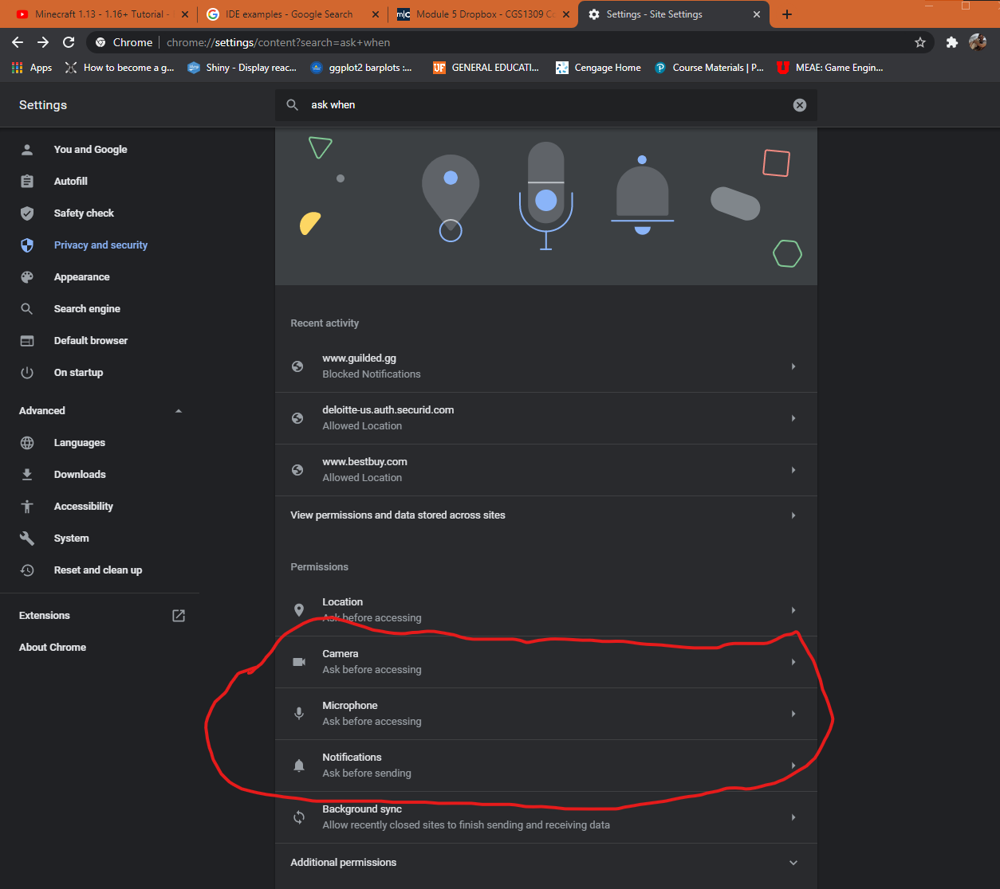 Minecraft 1.13 - 1.16+ Tutorial -
IDE examples - Google Search
m|c
Module 5 Dropbox - CGS1309 Co
Settings - Site Settings
Chrome
chrome://settings/content?search=ask+when
Apps
How to become a g...
Shiny - Display reac...
ggplot2 barplots :...
UF
GENERAL EDUCATI...
Cengage Home
Course Materials | P...
MEAE: Game Engin...
Settings
ask when
You and Google
Autofill
Safety check
Privacy and security
Appearance
Search engine
Default browser
On startup
Advanced
Languages
Downloads
Accessibility
System
Reset and clean up
Extensions
About Chrome
Recent activity
www.guilded.gg
Blocked Notifications
deloitte-us.auth.securid.com
Allowed Location
www.bestbuy.com
Allowed Location
View permissions and data stored across sites
Permissions
Location
Ask before accessing
Camera
Ask before accessing
Microphone
Ask before accessing
Notifications
Ask before sending
Background sync
Allow recently closed sites to finish sending and receiving data
Additional permissions